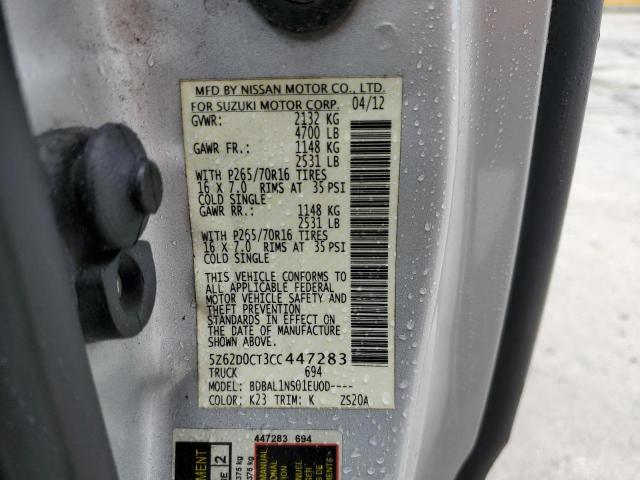 MFD BY NISSAN MOTOR CO., LTD.
FOR SUZUKI MOTOR CORP. 04/12
GVWR: 2132 KG
4700 LB
GAWR FR.: 1148 KG
2531 LB
WITH P265/70R16 TIRES
16 X 7.0 RIMS AT 35 PSI
COLD SINGLE
GAWR RR.: 1148 KG
2531 LB
WITH P265/70R16 TIRES
16 X 7.0 RIMS AT 35 PSI
COLD SINGLE
THIS VEHICLE CONFORMS TO
ALL APPLICABLE FEDERAL
MOTOR VEHICLE SAFETY AND
THEFT PREVENTION
STANDARDS IN EFFECT ON
THE DATE OF MANUFACTURE
SHOWN ABOVE.
5Z62D0CT3CC447283
TRUCK 694
MODEL: BDBAL1NS01EUOD----
COLOR: K23 TRIM: K ZS20A
447283 694
2
MANUAL